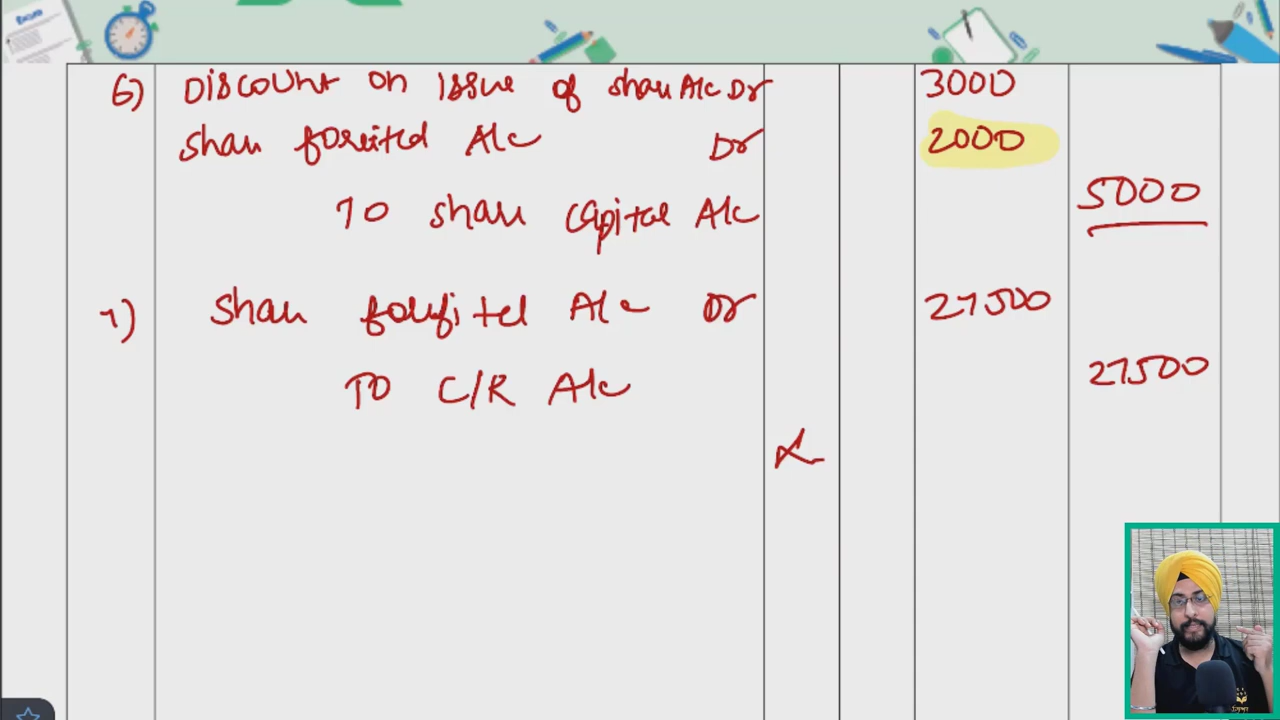 6) Discount on issue of share A/c Dr 3000
Share forfeited A/c Dr 2000
To share capital A/c 5000
7) Share forfeited A/c Dr 27500
To C/R A/c 27500